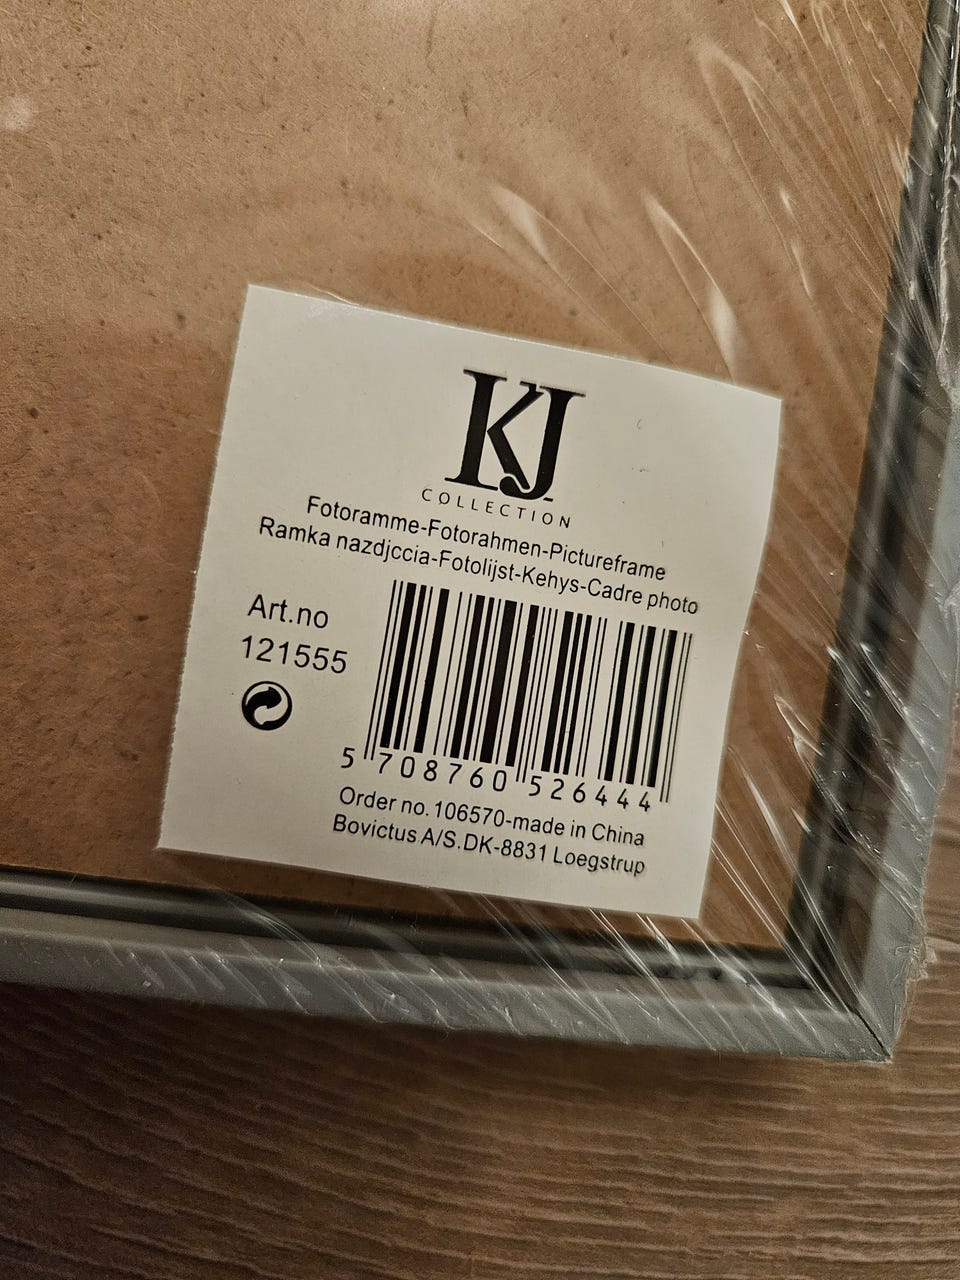 KJ
COLLECTION
Fotoramme-Fotorahmen-Pictureframe
Ramka nazdjccia-Fotolijst-Kehys-Cadre photo
Art.no
121555
5 708760 526444
Order no.106570-made in China
Bovictus A/S.DK-8831 Loegstrup